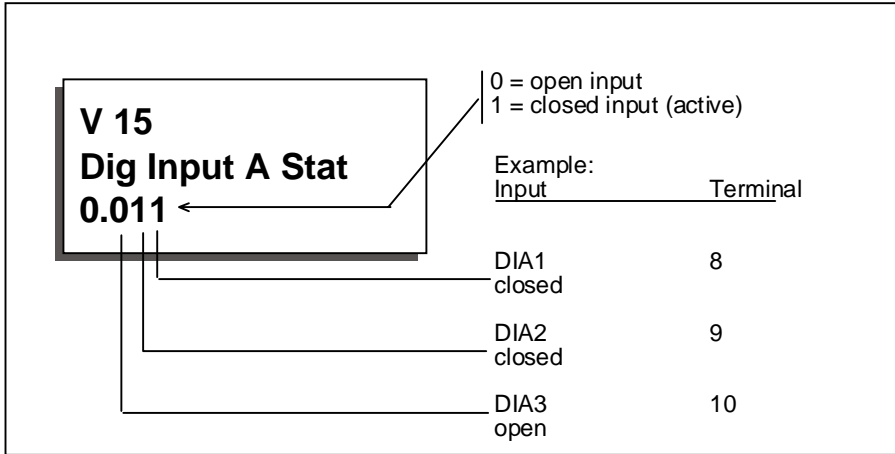 V 15
Dig Input A Stat
0.011
0 = open input
1 = closed input (active)
Example:
Input Terminal
DIA1 8
closed
DIA2 9
closed
DIA3 10
open